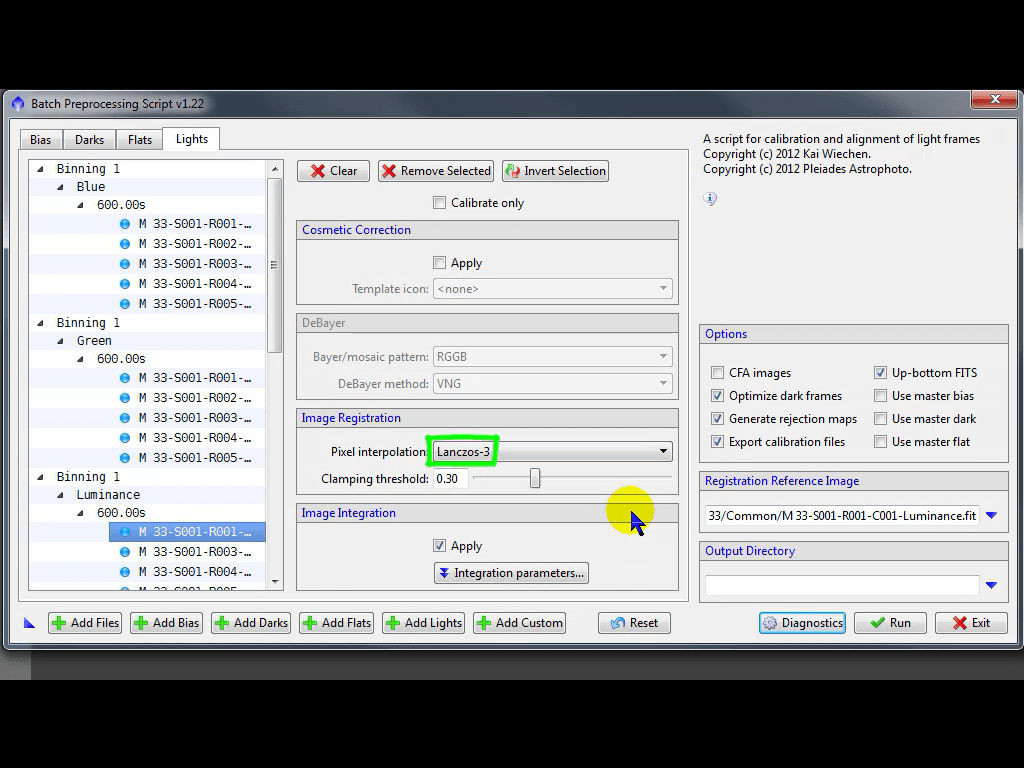 Batch Preprocessing Script v1.22
Bias Darks Flats Lights
Binning 1
Blue
600.00s
M 33-S001-R001-...
M 33-S001-R002-...
M 33-S001-R003-...
M 33-S001-R004-...
M 33-S001-R005-...
Binning 1
Green
600.00s
M 33-S001-R001-...
M 33-S001-R002-...
M 33-S001-R003-...
M 33-S001-R004-...
M 33-S001-R005-...
Binning 1
Luminance
600.00s
M 33-S001-R001-...
M 33-S001-R003-...
M 33-S001-R004-...
Clear Remove Selected Invert Selection
Calibrate only
Cosmetic Correction
Apply
Template icon: <none>
DeBayer
Bayer/mosaic pattern: RGGB
DeBayer method: VNG
Image Registration
Pixel interpolation: Lanczos-3
Clamping threshold: 0.30
Image Integration
Apply
Integration parameters...
A script for calibration and alignment of light frames
Copyright (c) 2012 Kai Wiechen.
Copyright (c) 2012 Pleiades Astrophoto.
Options
CFA images Up-bottom FITS
Optimize dark frames Use master bias
Generate rejection maps Use master dark
Export calibration files Use master flat
Registration Reference Image
33/Common/M 33-S001-R001-C001-Luminance.fit
Output Directory
Add Files Add Bias Add Darks Add Flats Add Lights Add Custom Reset Diagnostics Run Exit